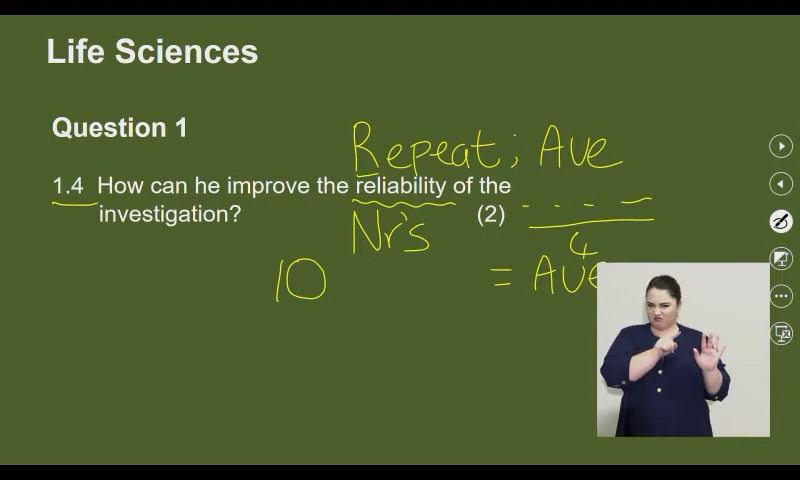 Life Sciences
Question 1
Repeat; Ave
1.4 How can he improve the reliability of the
investigation? (2)
Nr's
4
10
= Ave